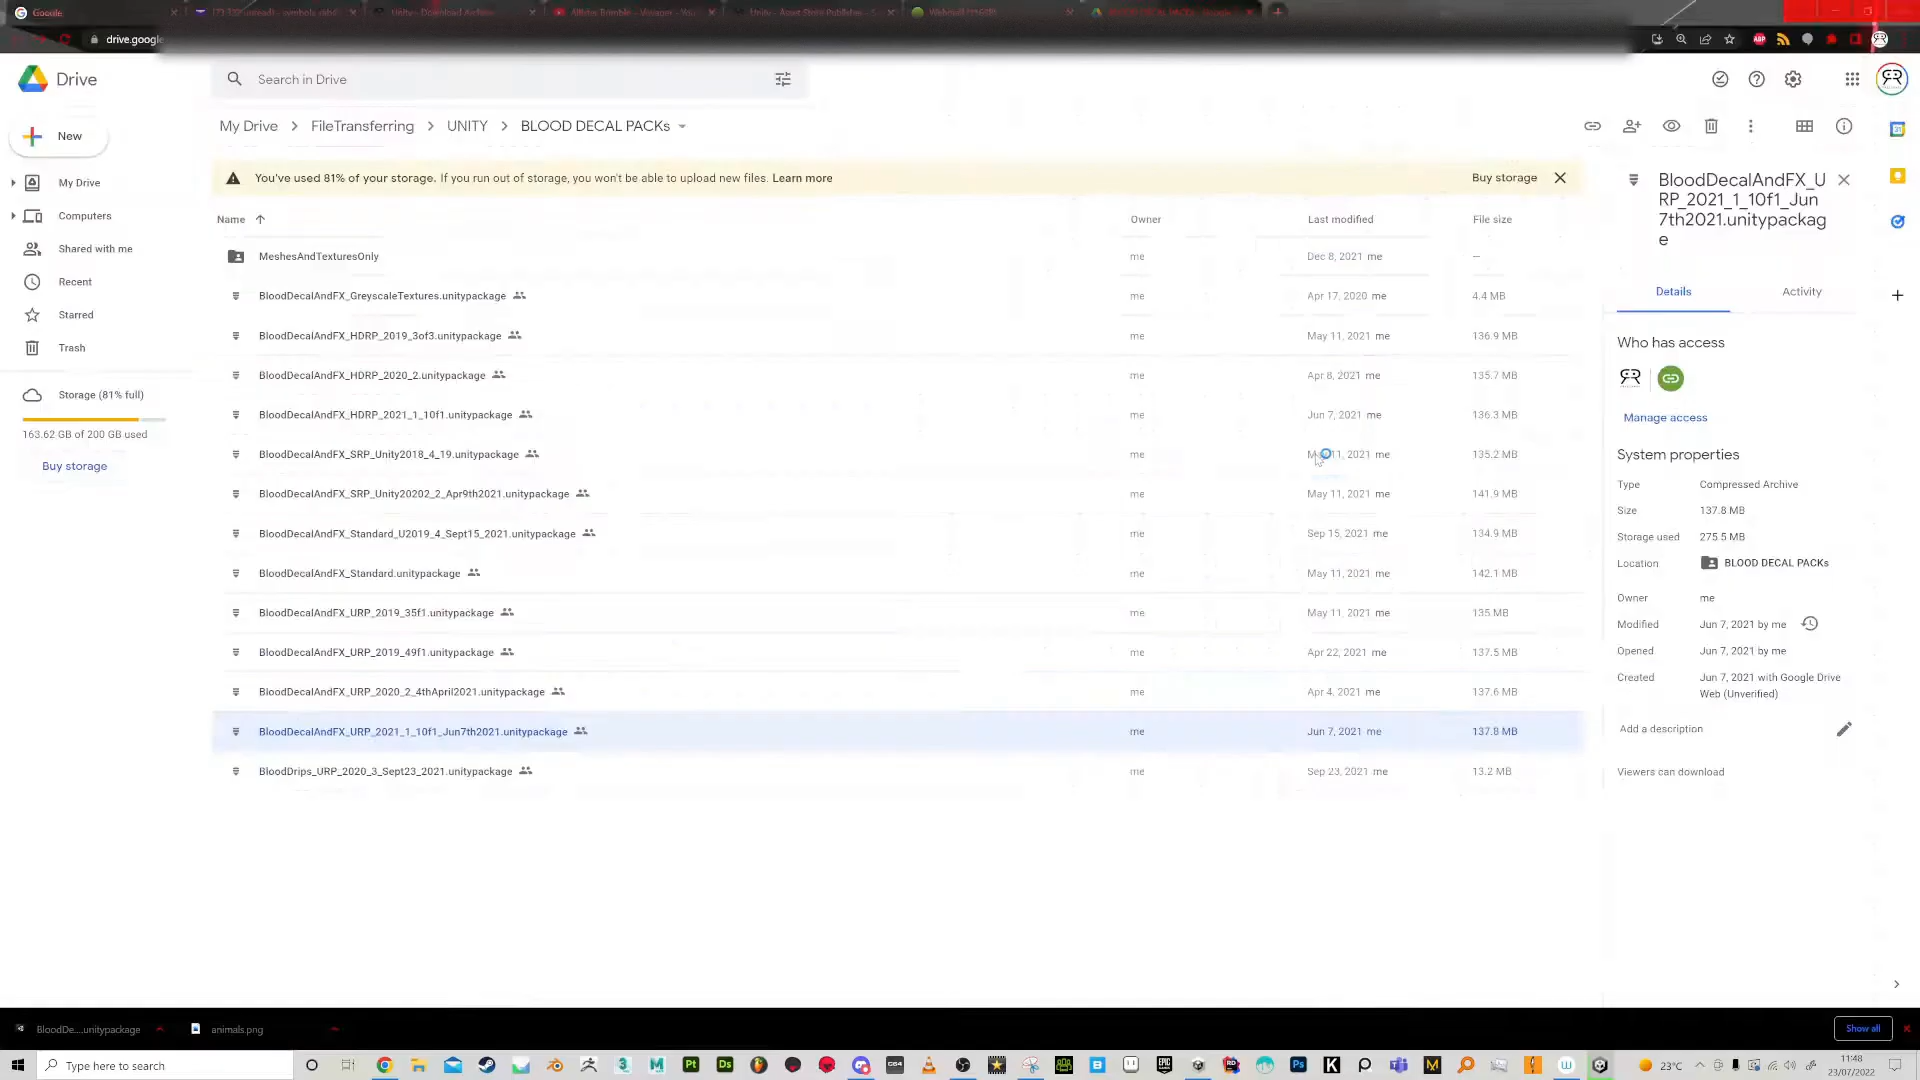 Google
Unity - Download Archive
Allister Brimble - Voyager - You
Unity - Asset Store Publisher - S
drive.google
Drive
Search in Drive
New
My Drive
FileTransferring
UNITY
BLOOD DECAL PACKs
My Drive
Computers
Shared with me
Recent
Starred
Trash
Storage (81% full)
163.62 GB of 200 GB used
Buy storage
You've used 81% of your storage. If you run out of storage, you won't be able to upload new files. Learn more
Buy storage
Name Owner Last modified File size
MeshesAndTexturesOnly me Dec 8, 2021 me --
BloodDecalAndFX_GreyscaleTextures.unitypackage me Apr 17, 2020 me 4.4 MB
BloodDecalAndFX_HDRP_2019_3of3.unitypackage me May 11, 2021 me 136.9 MB
BloodDecalAndFX_HDRP_2020_2.unitypackage me Apr 8, 2021 me 135.7 MB
BloodDecalAndFX_HDRP_2021_1_10f1.unitypackage me Jun 7, 2021 me 136.3 MB
BloodDecalAndFX_SRP_Unity2018_4_19.unitypackage me May 11, 2021 me 135.2 MB
BloodDecalAndFX_SRP_Unity20202_2_Apr9th2021.unitypackage me May 11, 2021 me 141.9 MB
BloodDecalAndFX_Standard_U2019_4_Sept15_2021.unitypackage me Sep 15, 2021 me 134.9 MB
BloodDecalAndFX_Standard.unitypackage me May 11, 2021 me 142.1 MB
BloodDecalAndFX_URP_2019_35f1.unitypackage me May 11, 2021 me 135 MB
BloodDecalAndFX_URP_2019_49f1.unitypackage me Apr 22, 2021 me 137.5 MB
BloodDecalAndFX_URP_2020_2_4thApril2021.unitypackage me Apr 4, 2021 me 137.6 MB
BloodDecalAndFX_URP_2021_1_10f1_Jun7th2021.unitypackage me Jun 7, 2021 me 137.8 MB
BloodDrips_URP_2020_3_Sept23_2021.unitypackage me Sep 23, 2021 me 13.2 MB
BloodDecalAndFX_U
RP_2021_1_10f1_Jun
7th2021.unitypackag
e
Details Activity
Who has access
Manage access
System properties
Type Compressed Archive
Size 137.8 MB
Storage used 275.5 MB
Location BLOOD DECAL PACKs
Owner me
Modified Jun 7, 2021 by me
Opened Jun 7, 2021 by me
Created Jun 7, 2021 with Google Drive
Web (Unverified)
Add a description
Viewers can download
BloodDe....unitypackage
animals.png
Show all
Type here to search
23°C
11:48
23/07/2022